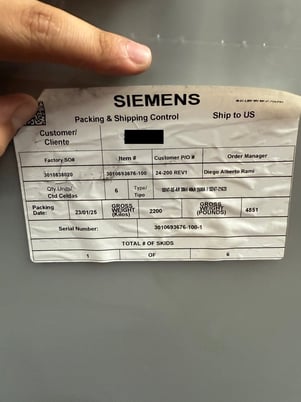 SIEMENS
Packing & Shipping Control Ship to US
Customer/
Cliente
Factory SO# Item # Customer P/O # Order Manager
3010636020 3010693676-100 24-200 REV1 Diego Alberto Rami
Qty Units/
Ctd Celdas
6
Type/
Tipo
Packing
Date:
23/01/25
GROSS
WEIGHT
(Kilos)
2200
GROSS
WEIGHT
(POUNDS)
4851
Serial Number: 3010693676-100-1
TOTAL # OF SKIDS
1 OF 6